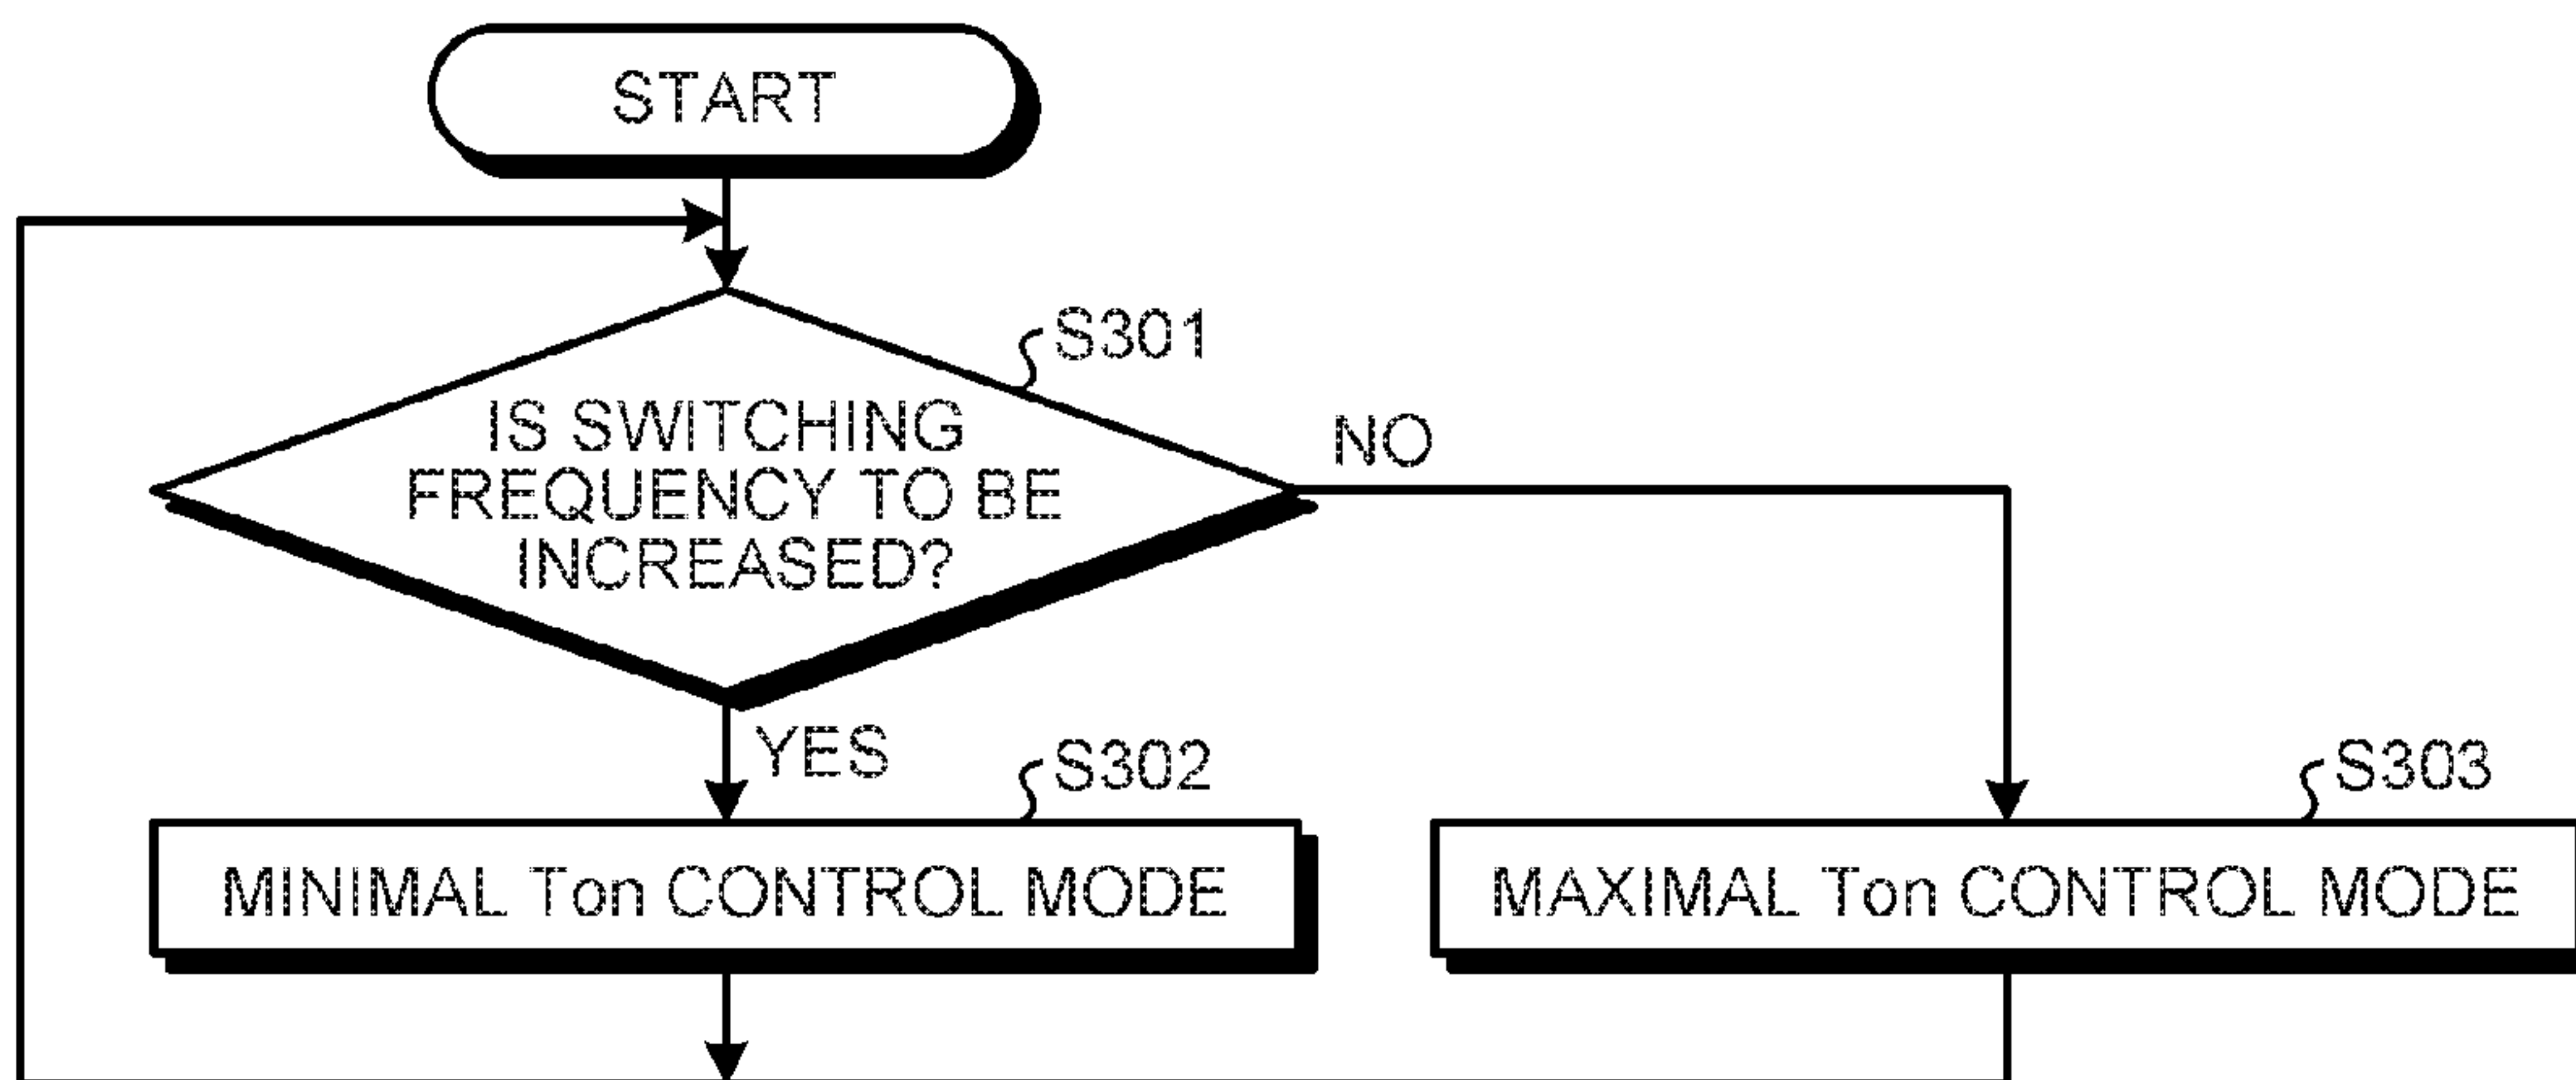 START
S301
IS SWITCHING
FREQUENCY TO BE
INCREASED?
NO
YES
S302
S303
MINIMAL Ton CONTROL MODE
MAXIMAL Ton CONTROL MODE